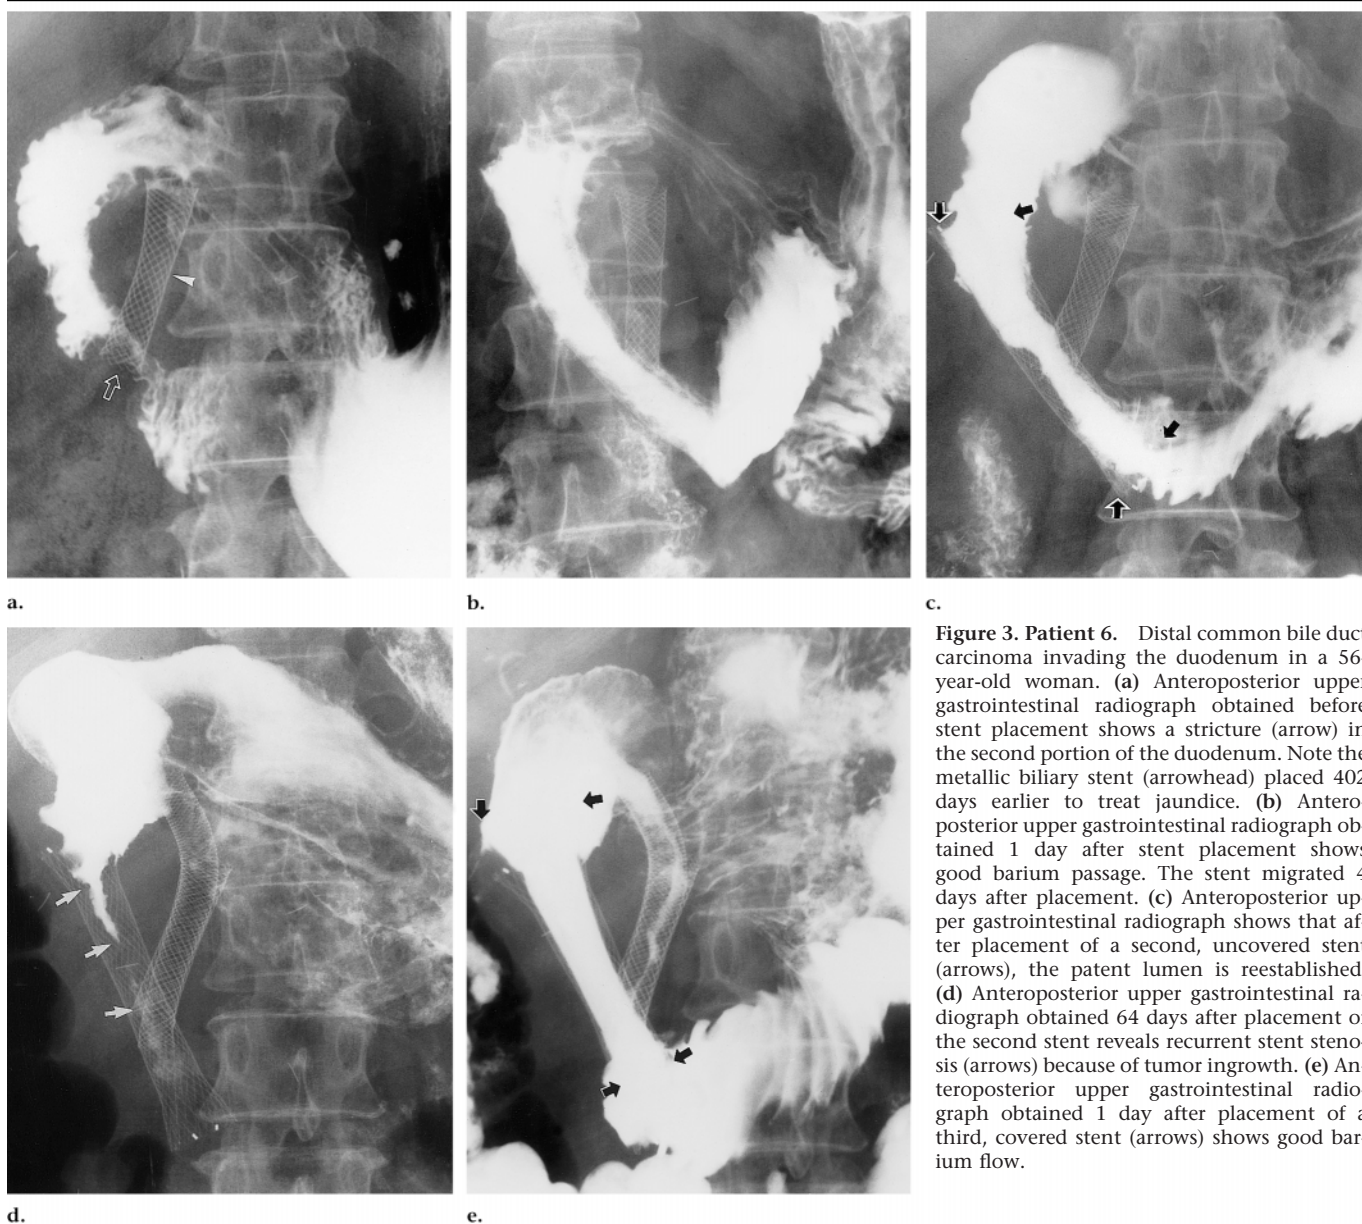 a.
b.
c.
Figure 3. Patient 6. Distal common bile duct
carcinoma invading the duodenum in a 56-
year-old woman. (a) Anteroposterior upper
gastrointestinal radiograph obtained before
stent placement shows a stricture (arrow) in
the second portion of the duodenum. Note the
metallic biliary stent (arrowhead) placed 402
days earlier to treat jaundice. (b) Antero-
posterior upper gastrointestinal radiograph ob-
tained 1 day after stent placement shows
good barium passage. The stent migrated 4
days after placement. (c) Anteroposterior up-
per gastrointestinal radiograph shows that af-
ter placement of a second, uncovered stent
(arrows), the patent lumen is reestablished.
(d) Anteroposterior upper gastrointestinal ra-
diograph obtained 64 days after placement of
the second stent reveals recurrent stent steno-
sis (arrows) because of tumor ingrowth. (e) An-
teroposterior upper gastrointestinal radio-
graph obtained 1 day after placement of a
third, covered stent (arrows) shows good bar-
ium flow.
d.
e.